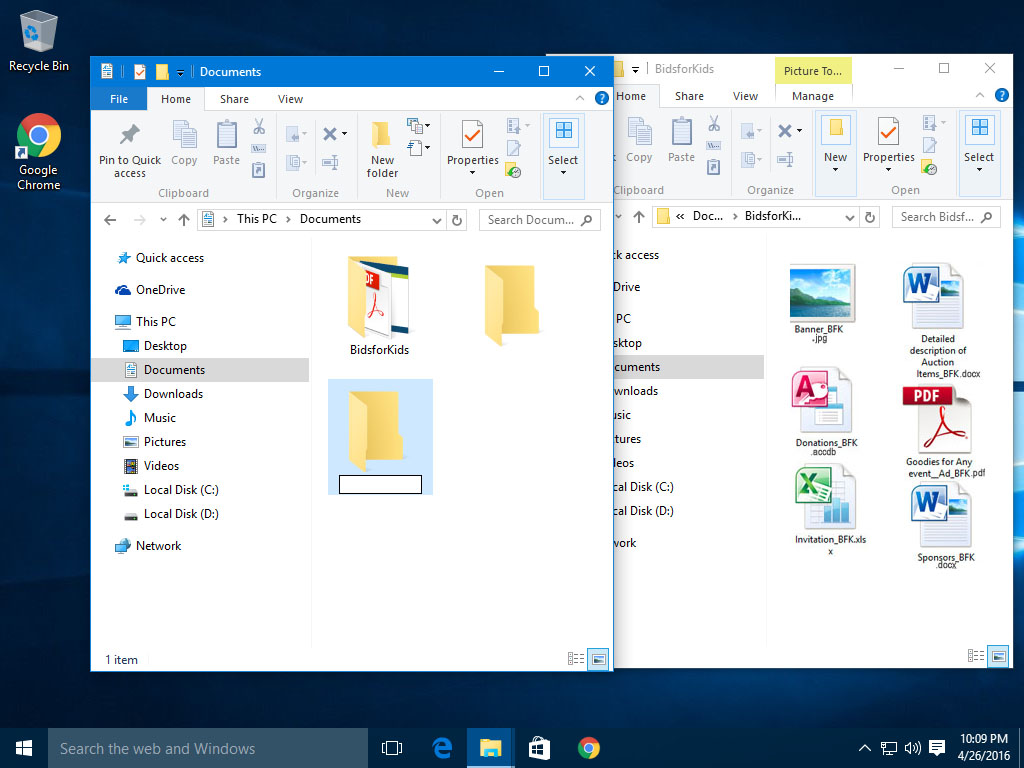 Recycle Bin
Google
Chrome
Documents
File
Home
Share
View
Pin to Quick
access
Copy
Paste
Clipboard
Organize
New
folder
New
Properties
Open
Select
This PC
Documents
Search Docum...
Quick access
OneDrive
This PC
Desktop
Documents
Downloads
Music
Pictures
Videos
Local Disk (C:)
Local Disk (D:)
Network
PDF
BidsforKids
1 item
BidsforKids
Picture To...
Home
Share
View
Manage
Copy
Paste
Clipboard
Organize
New
Properties
Open
Select
« Doc...
BidsforKi...
Search Bidsf...
ck access
Drive
PC
sktop
cuments
wnloads
usic
tures
deos
cal Disk (C:)
cal Disk (D:)
work
Banner_BFK
.jpg
W
Detailed
description of
Auction
Items_BFK.docx
A
Donations_BFK
.accdb
PDF
Goodies for Any
event__Ad_BFK.pdf
X
Invitation_BFK.xls
x
W
Sponsors_BFK
.docx
Search the web and Windows
10:09 PM
4/26/2016